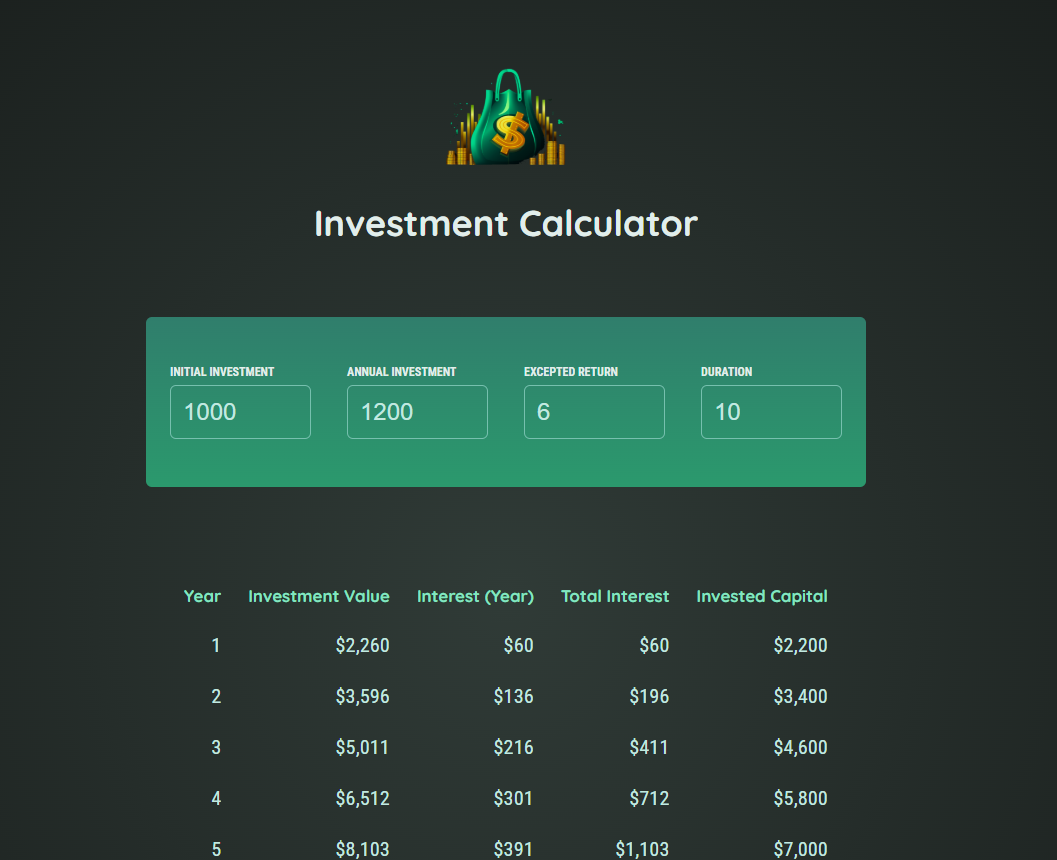 $
Investment Calculator
INITIAL INVESTMENT ANNUAL INVESTMENT EXCEPTED RETURN DURATION
1000 1200 6 10
Year Investment Value Interest (Year) Total Interest Invested Capital
1 $2,260 $60 $60 $2,200
2 $3,596 $136 $196 $3,400
3 $5,011 $216 $411 $4,600
4 $6,512 $301 $712 $5,800
5 $8,103 $391 $1,103 $7,000